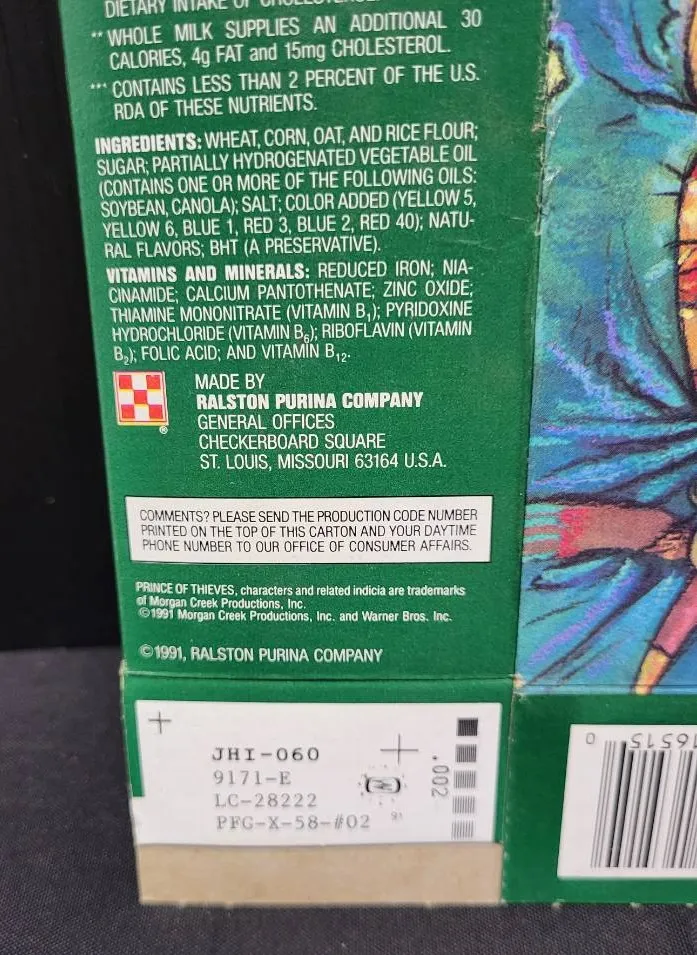 DIETARY INTAKE OF CHOLESTEROL.
** WHOLE MILK SUPPLIES AN ADDITIONAL 30
CALORIES, 4g FAT and 15mg CHOLESTEROL.
*** CONTAINS LESS THAN 2 PERCENT OF THE U.S.
RDA OF THESE NUTRIENTS.
INGREDIENTS: WHEAT, CORN, OAT, AND RICE FLOUR;
SUGAR; PARTIALLY HYDROGENATED VEGETABLE OIL
(CONTAINS ONE OR MORE OF THE FOLLOWING OILS:
SOYBEAN, CANOLA); SALT; COLOR ADDED (YELLOW 5,
YELLOW 6, BLUE 1, RED 3, BLUE 2, RED 40); NATU-
RAL FLAVORS; BHT (A PRESERVATIVE).
VITAMINS AND MINERALS: REDUCED IRON; NIA-
CINAMIDE; CALCIUM PANTOTHENATE; ZINC OXIDE;
THIAMINE MONONITRATE (VITAMIN B₁); PYRIDOXINE
HYDROCHLORIDE (VITAMIN B₆); RIBOFLAVIN (VITAMIN
B₂); FOLIC ACID; AND VITAMIN B₁₂.
MADE BY
RALSTON PURINA COMPANY
GENERAL OFFICES
CHECKERBOARD SQUARE
ST. LOUIS, MISSOURI 63164 U.S.A.
®
COMMENTS? PLEASE SEND THE PRODUCTION CODE NUMBER
PRINTED ON THE TOP OF THIS CARTON AND YOUR DAYTIME
PHONE NUMBER TO OUR OFFICE OF CONSUMER AFFAIRS.
PRINCE OF THIEVES, characters and related indicia are trademarks
of Morgan Creek Productions, Inc.
©1991 Morgan Creek Productions, Inc. and Warner Bros. Inc.
©1991, RALSTON PURINA COMPANY
JHI-060
9171-E
LC-28222
PFG-X-58-#02
91
.002
0
16515